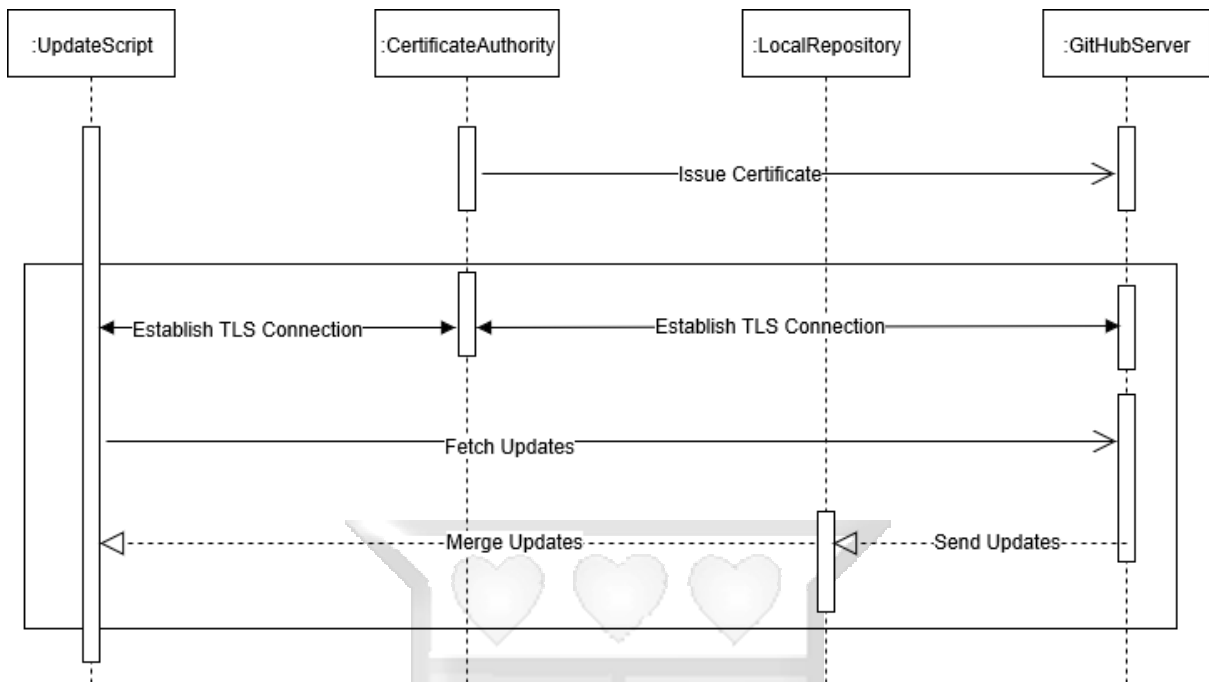 :UpdateScript
:CertificateAuthority
:LocalRepository
:GitHubServer
Issue Certificate
Establish TLS Connection
Establish TLS Connection
Fetch Updates
Merge Updates
Send Updates